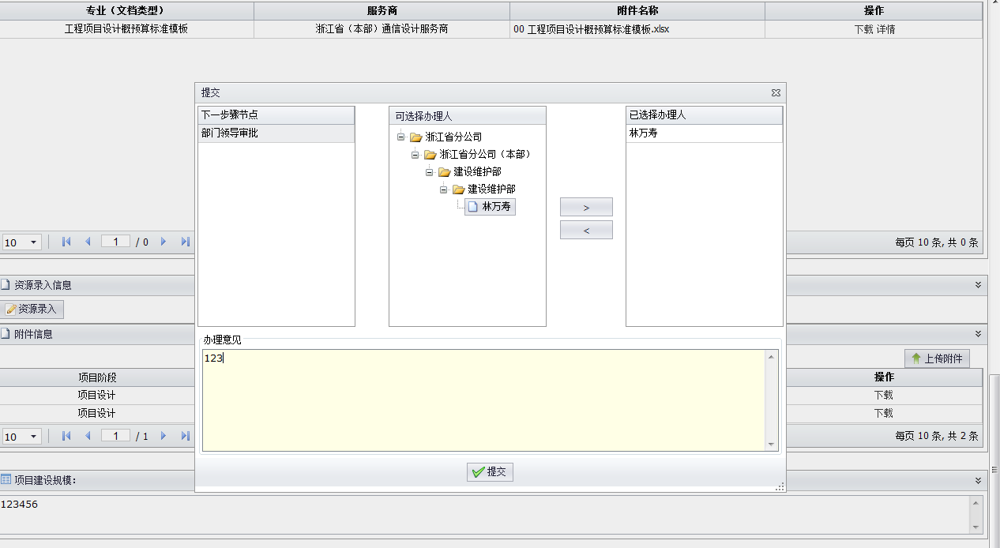 专业（文档类型） 服务商 附件名称 操作
工程项目设计概预算标准模板 浙江省（本部）通信设计服务商 00 工程项目设计概预算标准模板.xlsx 下载 详情
提交
下一步骤节点 可选择办理人 已选择办理人
部门领导审批 浙江省分公司 林万寿
浙江省分公司（本部）
建设维护部
建设维护部
林万寿
>
<
10 1 / 0 每页 10 条, 共 0 条
资源录入信息
资源录入
附件信息
办理意见
123
上传附件
项目阶段 操作
项目设计 下载
项目设计 下载
10 1 / 1 每页 10 条, 共 2 条
提交
项目建设规模:
123456